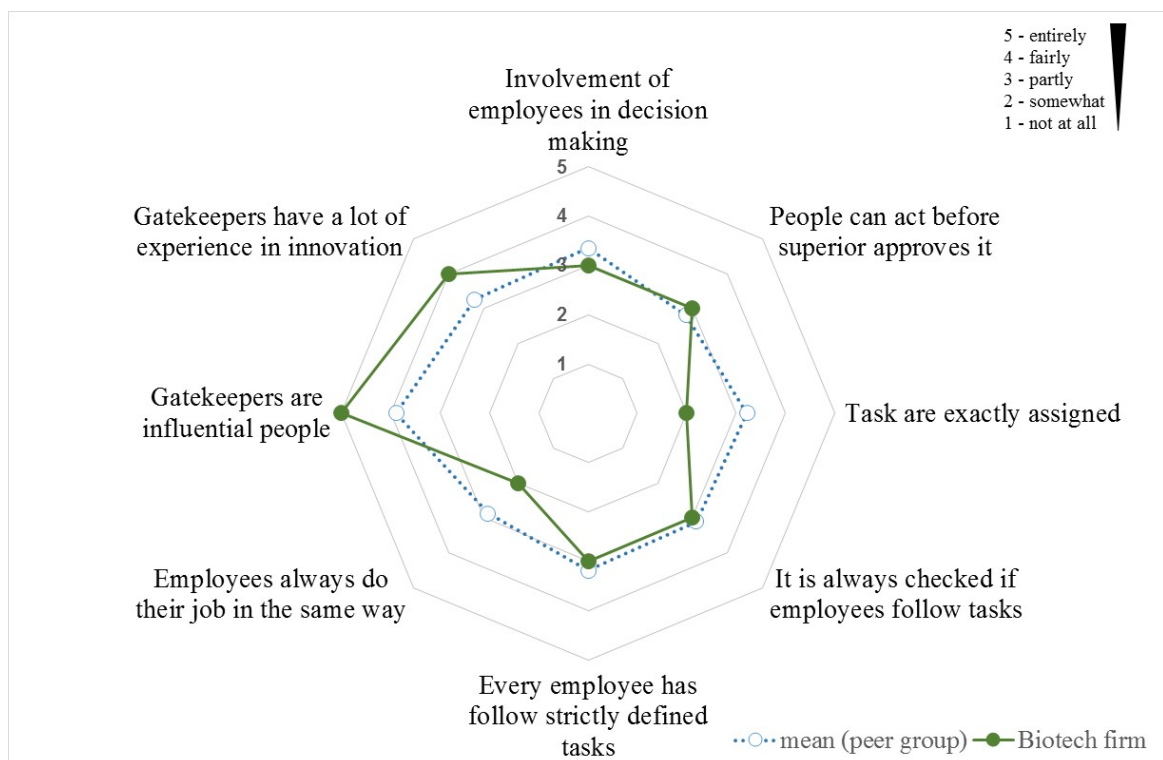 5 - entirely
4 - fairly
3 - partly
2 - somewhat
1 - not at all
Involvement of
employees in decision
making
5
4
3
2
1
Gatekeepers have a lot of
experience in innovation
People can act before
superior approves it
Gatekeepers are
influential people
Task are exactly assigned
Employees always do
their job in the same way
It is always checked if
employees follow tasks
Every employee has
follow strictly defined
tasks
mean (peer group)
Biotech firm